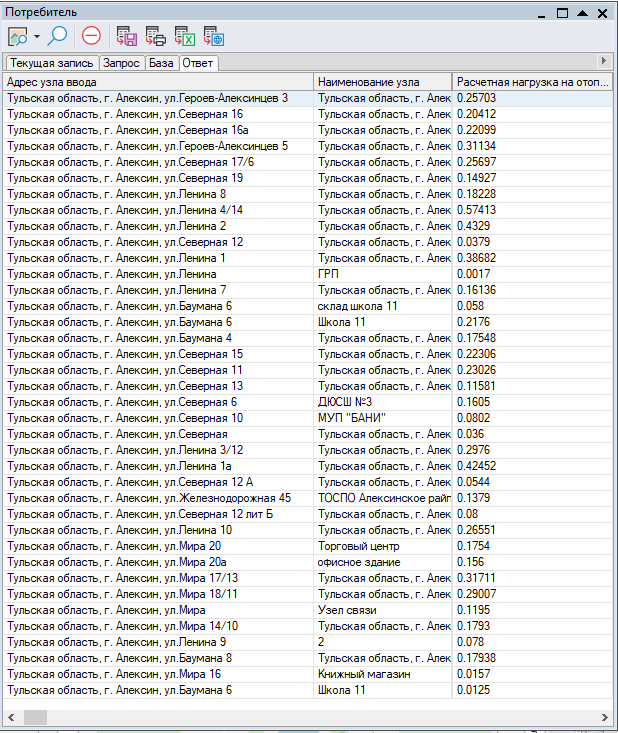 Потребитель
Текущая запись Запрос База Ответ
Адрес узла ввода Наименование узла Расчетная нагрузка на отоп...
Тульская область, г. Алексин, ул.Героев-Алексинцев 3 Тульская область, г. Алек 0.25703
Тульская область, г. Алексин, ул.Северная 16 Тульская область, г. Алек 0.20412
Тульская область, г. Алексин, ул.Северная 16а Тульская область, г. Алек 0.22099
Тульская область, г. Алексин, ул.Героев-Алексинцев 5 Тульская область, г. Алек 0.31134
Тульская область, г. Алексин, ул.Северная 17/6 Тульская область, г. Алек 0.25697
Тульская область, г. Алексин, ул.Северная 19 Тульская область, г. Алек 0.14927
Тульская область, г. Алексин, ул.Ленина 8 Тульская область, г. Алек 0.18228
Тульская область, г. Алексин, ул.Ленина 4/14 Тульская область, г. Алек 0.57413
Тульская область, г. Алексин, ул.Ленина 2 Тульская область, г. Алек 0.4329
Тульская область, г. Алексин, ул.Северная 12 Тульская область, г. Алек 0.0379
Тульская область, г. Алексин, ул.Ленина 1 Тульская область, г. Алек 0.38682
Тульская область, г. Алексин, ул.Ленина ГРП 0.0017
Тульская область, г. Алексин, ул.Ленина 7 Тульская область, г. Алек 0.16136
Тульская область, г. Алексин, ул.Баумана 6 склад школа 11 0.058
Тульская область, г. Алексин, ул.Баумана 6 Школа 11 0.2176
Тульская область, г. Алексин, ул.Баумана 4 Тульская область, г. Алек 0.17548
Тульская область, г. Алексин, ул.Северная 15 Тульская область, г. Алек 0.22306
Тульская область, г. Алексин, ул.Северная 11 Тульская область, г. Алек 0.23026
Тульская область, г. Алексин, ул.Северная 13 Тульская область, г. Алек 0.11581
Тульская область, г. Алексин, ул.Северная 6 ДЮСШ №3 0.1605
Тульская область, г. Алексин, ул.Северная 10 МУП "БАНИ" 0.0802
Тульская область, г. Алексин, ул.Северная Тульская область, г. Алек 0.036
Тульская область, г. Алексин, ул.Ленина 3/12 Тульская область, г. Алек 0.2976
Тульская область, г. Алексин, ул.Ленина 1а Тульская область, г. Алек 0.42452
Тульская область, г. Алексин, ул.Северная 12 А Тульская область, г. Алек 0.0544
Тульская область, г. Алексин, ул.Железнодорожная 45 ТОСПО Алексинское райп 0.1379
Тульская область, г. Алексин, ул.Северная 12 лит Б Тульская область, г. Алек 0.08
Тульская область, г. Алексин, ул.Ленина 10 Тульская область, г. Алек 0.26551
Тульская область, г. Алексин, ул.Мира 20 Торговый центр 0.1754
Тульская область, г. Алексин, ул.Мира 20а офисное здание 0.156
Тульская область, г. Алексин, ул.Мира 17/13 Тульская область, г. Алек 0.31711
Тульская область, г. Алексин, ул.Мира 18/11 Тульская область, г. Алек 0.29007
Тульская область, г. Алексин, ул.Мира Узел связи 0.1195
Тульская область, г. Алексин, ул.Мира 14/10 Тульская область, г. Алек 0.1793
Тульская область, г. Алексин, ул.Ленина 9 2 0.078
Тульская область, г. Алексин, ул.Баумана 8 Тульская область, г. Алек 0.17938
Тульская область, г. Алексин, ул.Мира 16 Книжный магазин 0.0157
Тульская область, г. Алексин, ул.Баумана 6 Школа 11 0.0125